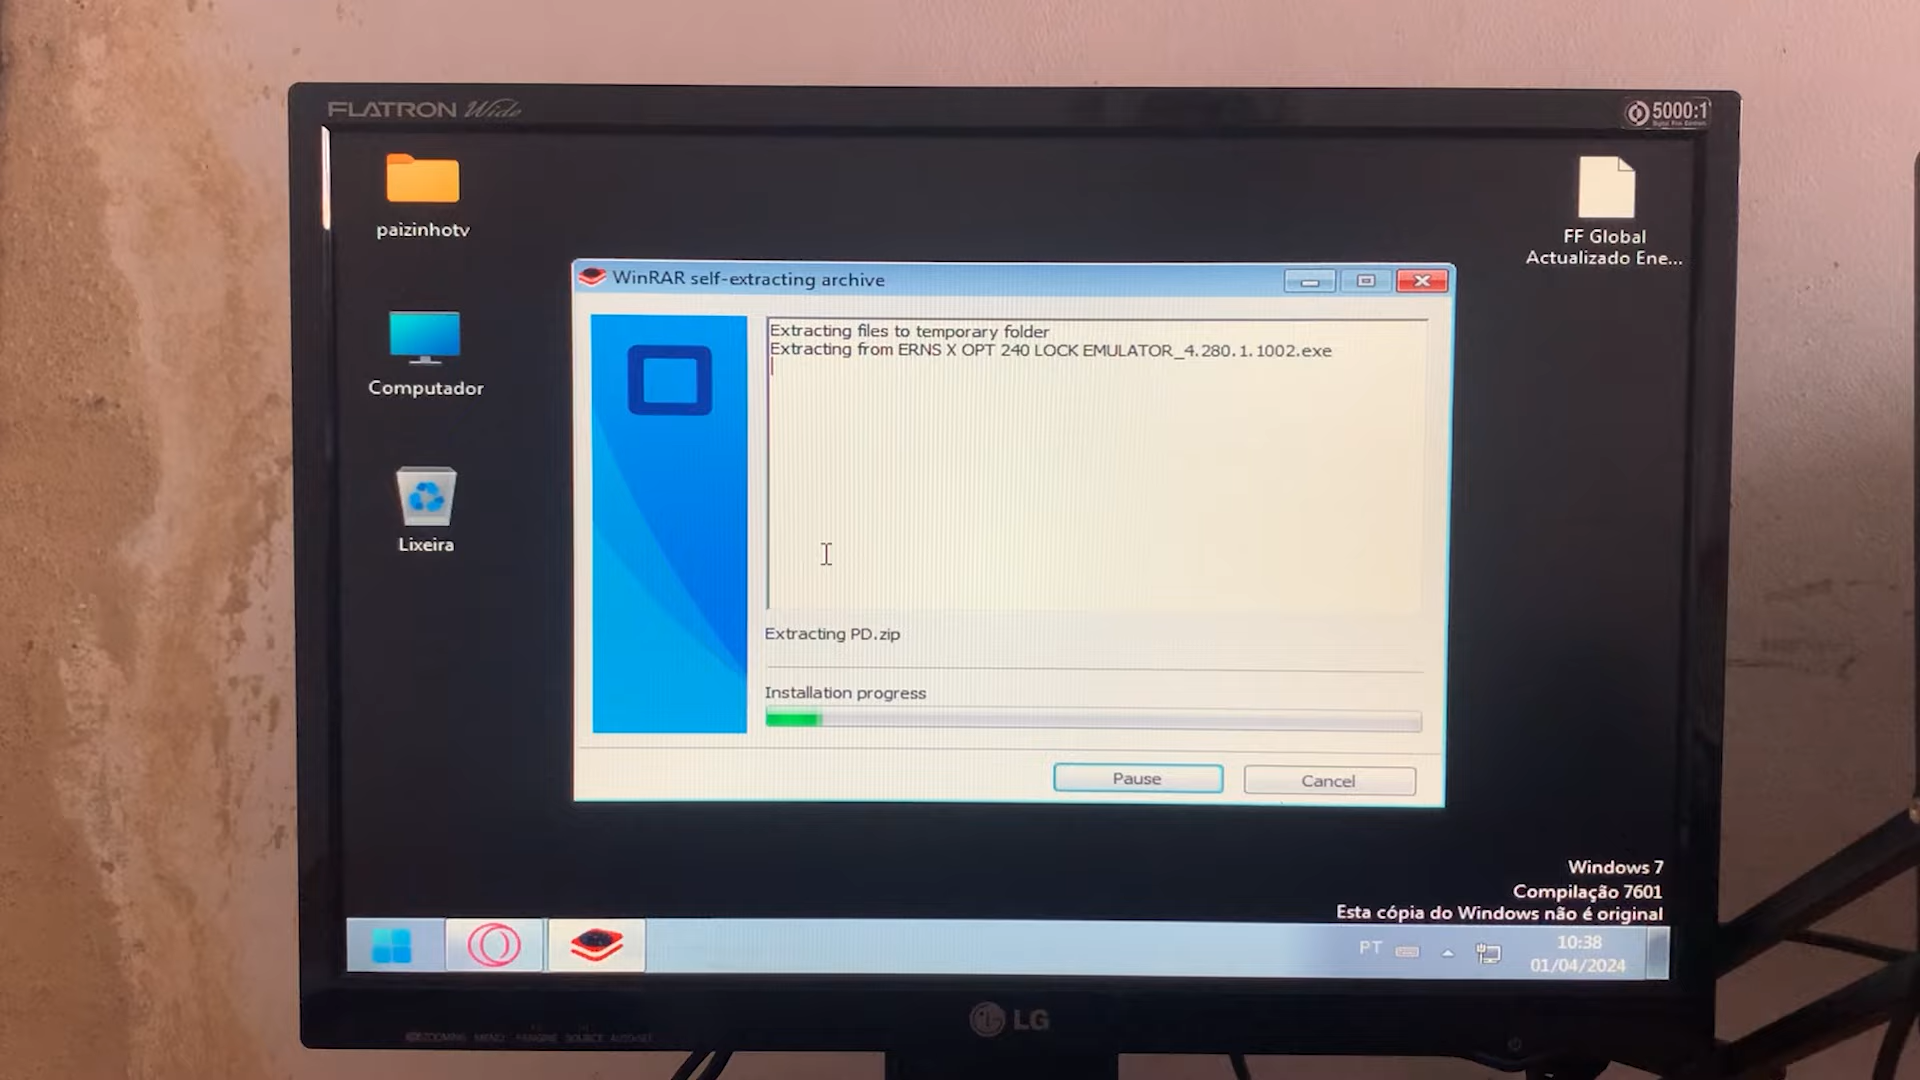 FLATRON Wide
5000:1
paizinhotv
Computador
Lixeira
FF Global
Actualizado Ene...
WinRAR self-extracting archive
Extracting files to temporary folder
Extracting from ERNS X OPT 240 LOCK EMULATOR_4.280.1.1002.exe
Extracting PD.zip
Installation progress
Pause
Cancel
Windows 7
Compilação 7601
Esta cópia do Windows não é original
PT
10:38
01/04/2024
LG